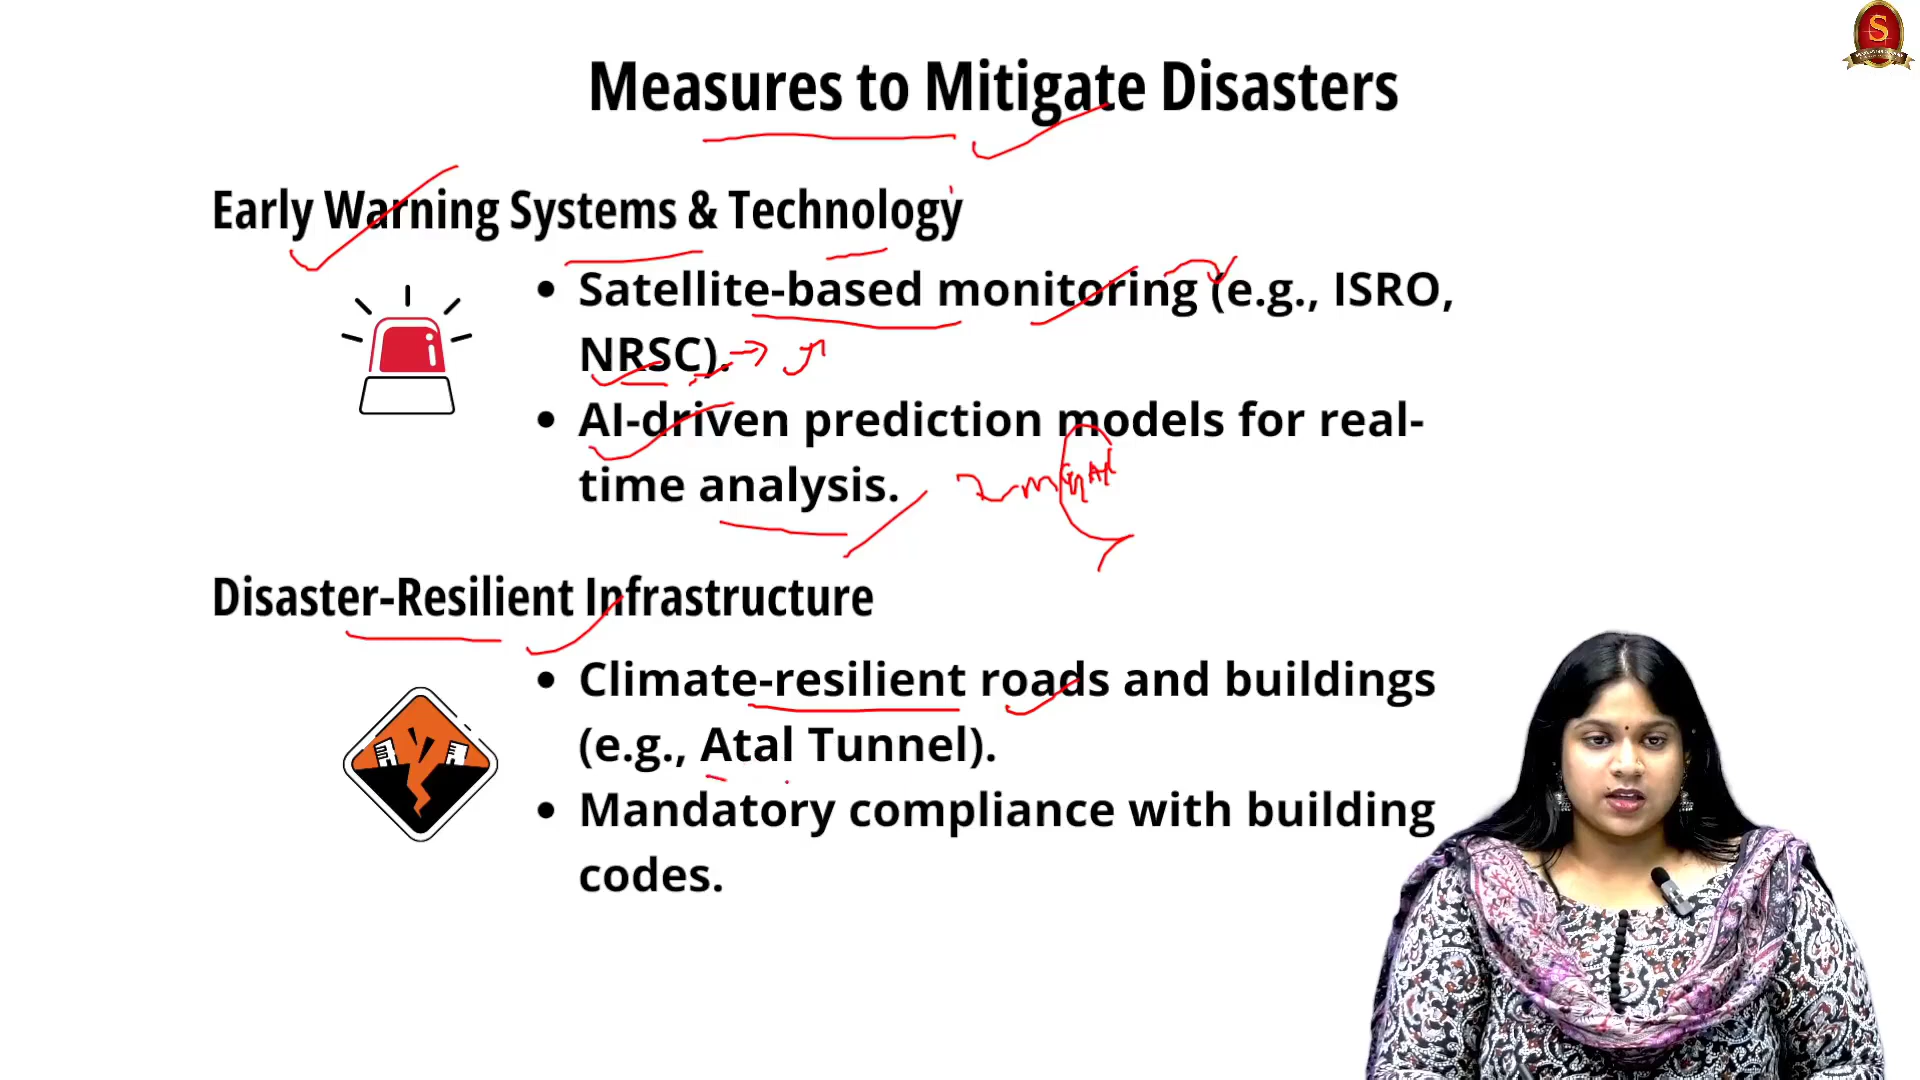 S
Measures to Mitigate Disasters
Early Warning Systems & Technology
• Satellite-based monitoring (e.g., ISRO,
NRSC).
• AI-driven prediction models for real-
time analysis.
Disaster-Resilient Infrastructure
• Climate-resilient roads and buildings
(e.g., Atal Tunnel).
• Mandatory compliance with building
codes.